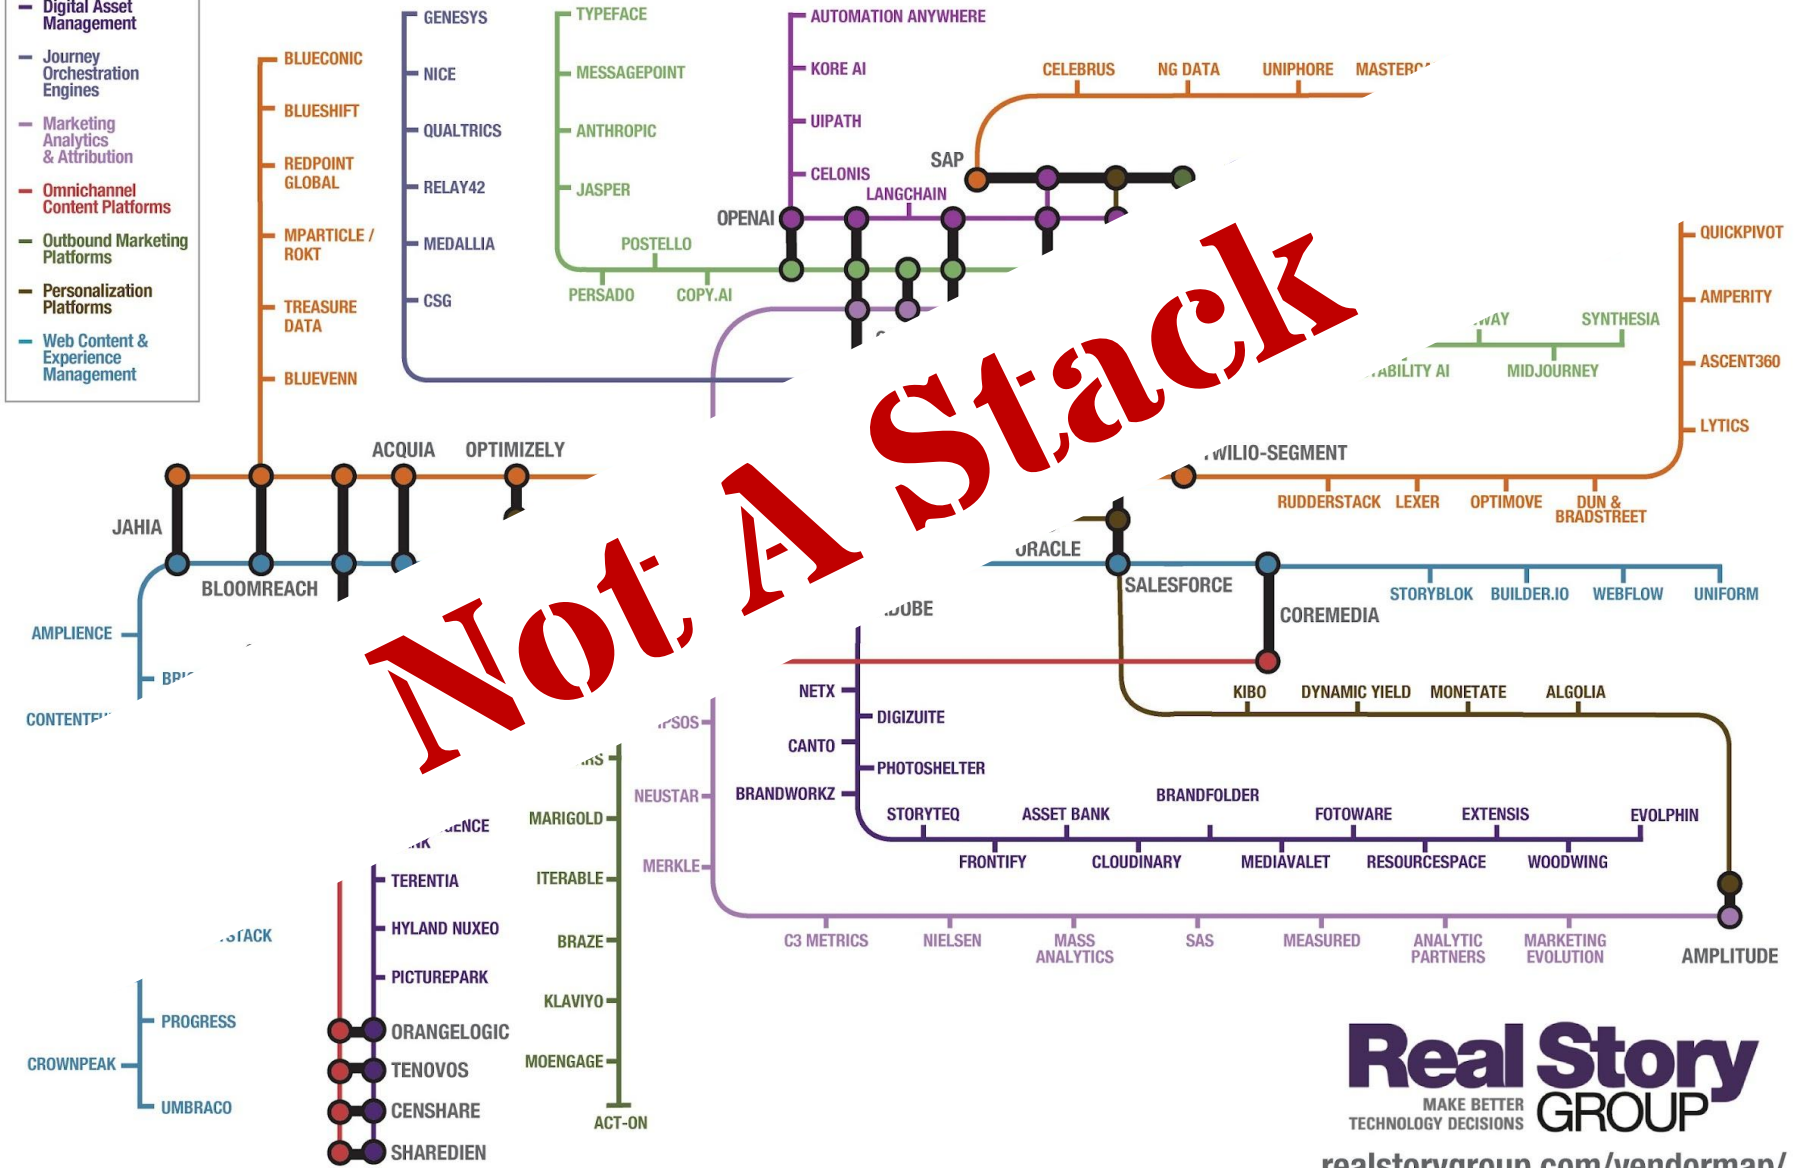 Digital Asset
Management
Journey
Orchestration
Engines
Marketing
Analytics
& Attribution
Omnichannel
Content Platforms
Outbound Marketing
Platforms
Personalization
Platforms
Web Content &
Experience
Management
BLUECONIC
BLUESHIFT
REDPOINT
GLOBAL
MPARTICLE /
ROKT
TREASURE
DATA
BLUEVENN
GENESYS
NICE
QUALTRICS
RELAY42
MEDALLIA
CSG
TYPEFACE
MESSAGEPOINT
ANTHROPIC
JASPER
POSTELLO
PERSADO
COPY.AI
AUTOMATION ANYWHERE
KORE AI
UIPATH
CELONIS
LANGCHAIN
OPENAI
SAP
CELEBRUS
NG DATA
UNIPHORE
QUICKPIVOT
AMPERITY
ASCENT360
LYTICS
SYNTHESIA
MIDJOURNEY
Not A Stack
ACQUIA
OPTIMIZELY
JAHIA
BLOOMREACH
AMPLIENCE
WILIO-SEGMENT
RUDDERSTACK
LEXER
OPTIMOVE
DUN &
BRADSTREET
ORACLE
SALESFORCE
COREMEDIA
STORYBLOK
BUILDER.IO
WEBFLOW
UNIFORM
KIBO
DYNAMIC YIELD
MONETATE
ALGOLIA
NETX
DIGIZUITE
CANTO
PHOTOSHELTER
BRANDWORKZ
STORYTEQ
ASSET BANK
BRANDFOLDER
FOTOWARE
EXTENSIS
EVOLPHIN
FRONTIFY
CLOUDINARY
MEDIAVALET
RESOURCESPACE
WOODWING
NEUSTAR
MERKLE
C3 METRICS
NIELSEN
MASS
ANALYTICS
SAS
MEASURED
ANALYTIC
PARTNERS
MARKETING
EVOLUTION
AMPLITUDE
MARIGOLD
ITERABLE
BRAZE
KLAVIYO
MOENGAGE
ACT-ON
TERENTIA
HYLAND NUXEO
PICTUREPARK
ORANGELOGIC
TENOVOS
CENSHARE
SHAREDIEN
PROGRESS
CROWNPEAK
UMBRACO
Real Story
GROUP
MAKE BETTER
TECHNOLOGY DECISIONS
realstorygroup.com/vendormap/